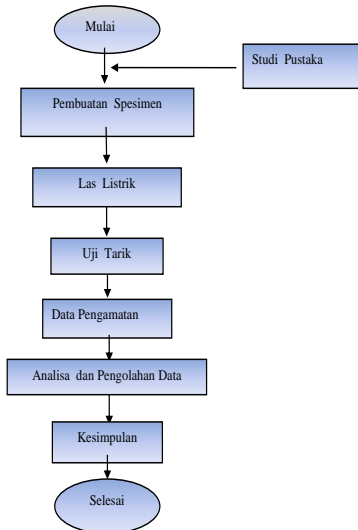 Mulai
Studi Pustaka
Pembuatan Spesimen
Las Listrik
Uji Tarik
Data Pengamatan
Analisa dan Pengolahan Data
Kesimpulan
Selesai